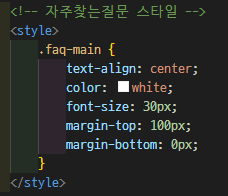 <!-- 자주찾는질문 스타일 -->
<style>
.faq-main {
text-align: center;
color: white;
font-size: 30px;
margin-top: 100px;
margin-bottom: 0px;
}
</style>